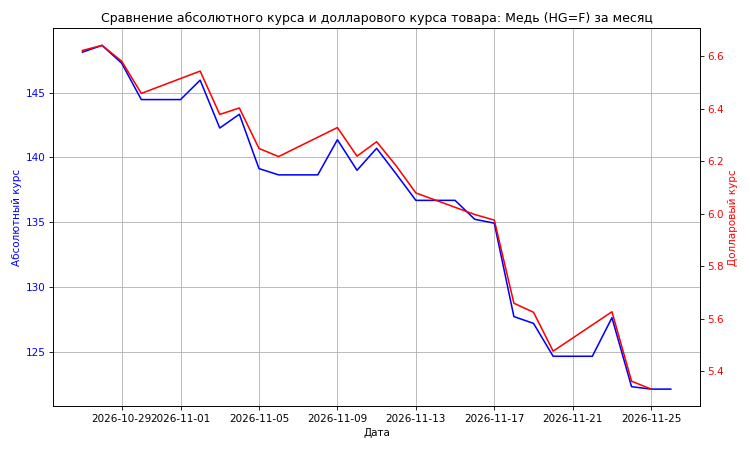 Сравнение абсолютного курса и долларового курса товара: Медь (HG=F) за месяц
Абсолютный курс
145
140
135
130
125
6.6
6.4
6.2
6.0
5.8
5.6
5.4
Долларовый курс
2026-10-29 2026-11-01 2026-11-05 2026-11-09 2026-11-13 2026-11-17 2026-11-21 2026-11-25
Дата